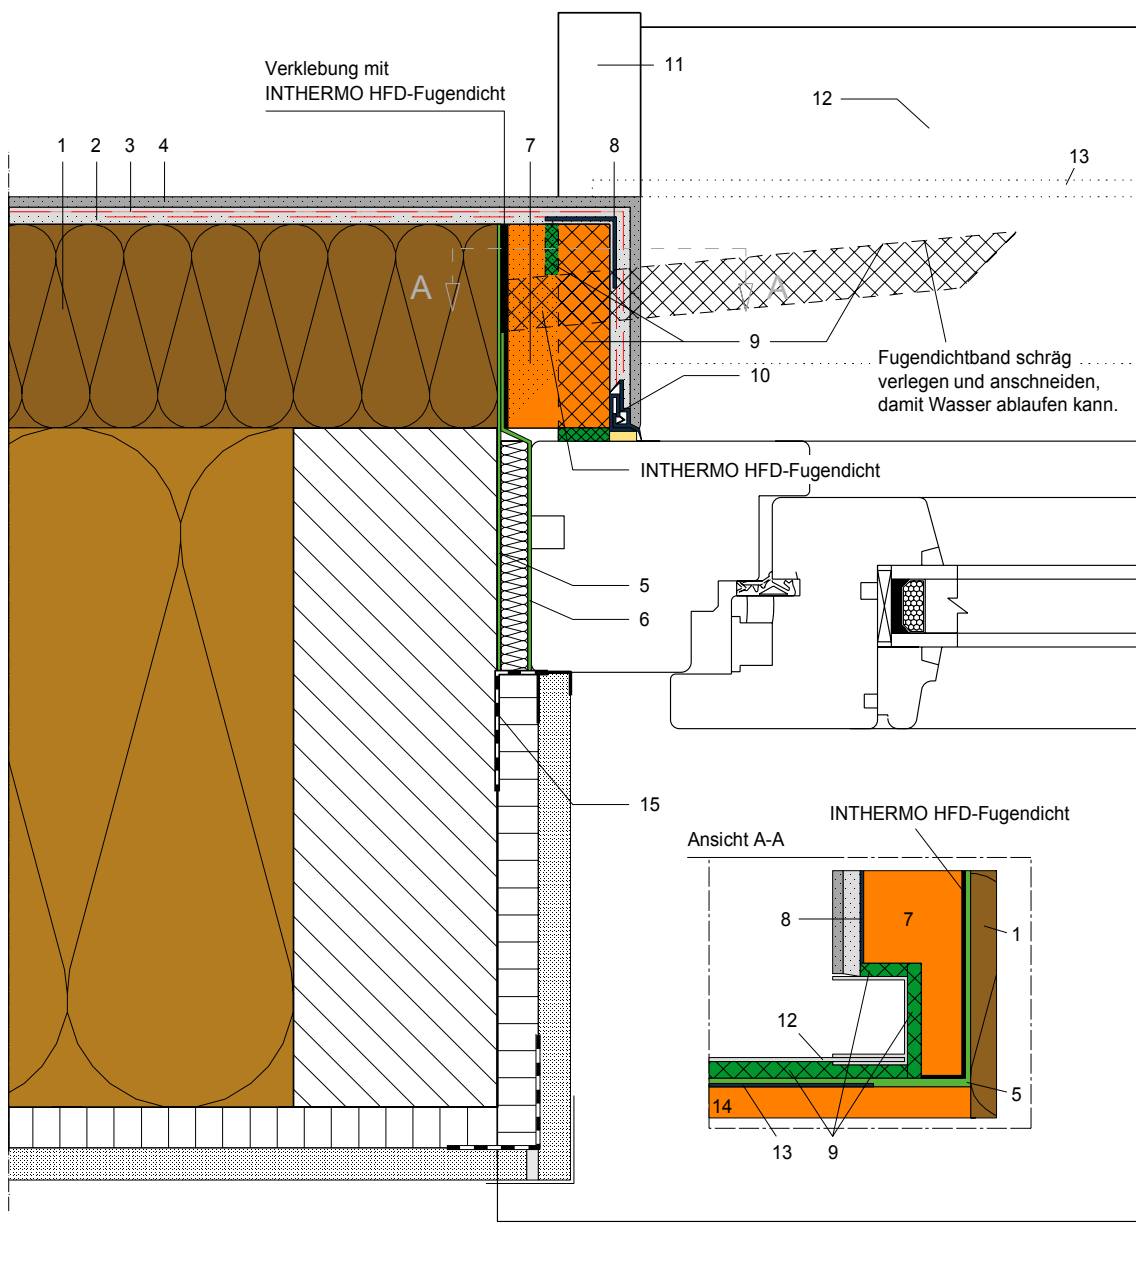 Verklebung mit
INTHERMO HFD-Fugendicht
11
12
13
1 2 3 4 7 8
A A
9
10
Fugendichtband schräg
verlegen und anschneiden,
damit Wasser ablaufen kann.
INTHERMO HFD-Fugendicht
5
6
15
INTHERMO HFD-Fugendicht
Ansicht A-A
8 7 1
12
5
14
13 9